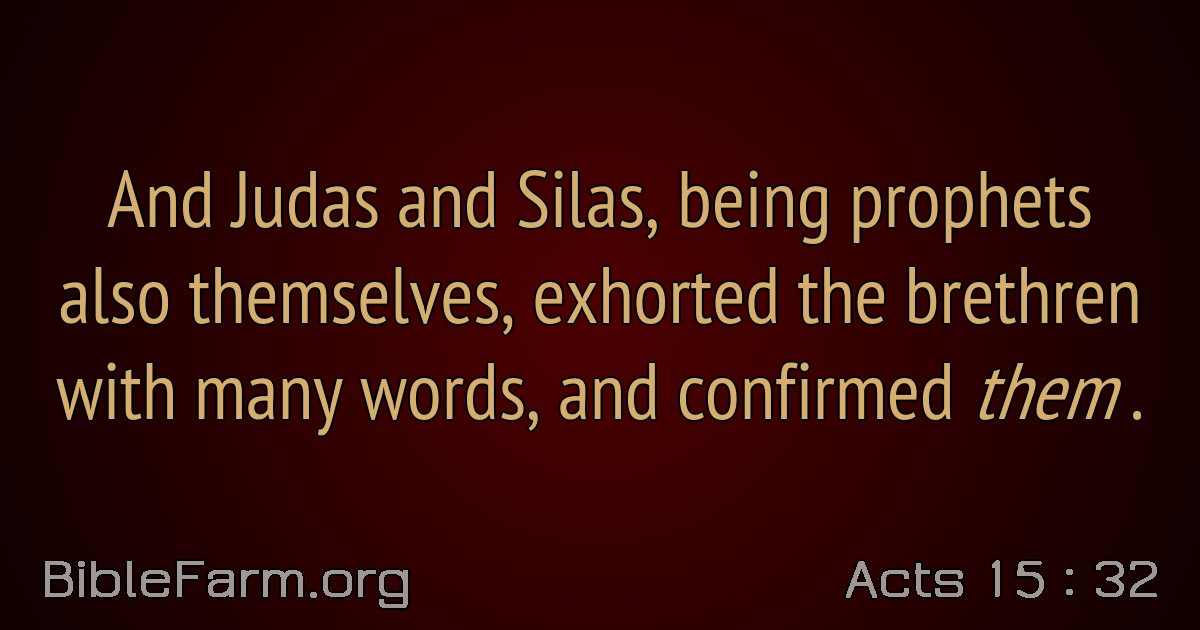 And Judas and Silas, being prophets
also themselves, exhorted the brethren
with many words, and confirmed them .
BibleFarm.org
Acts 15 : 32